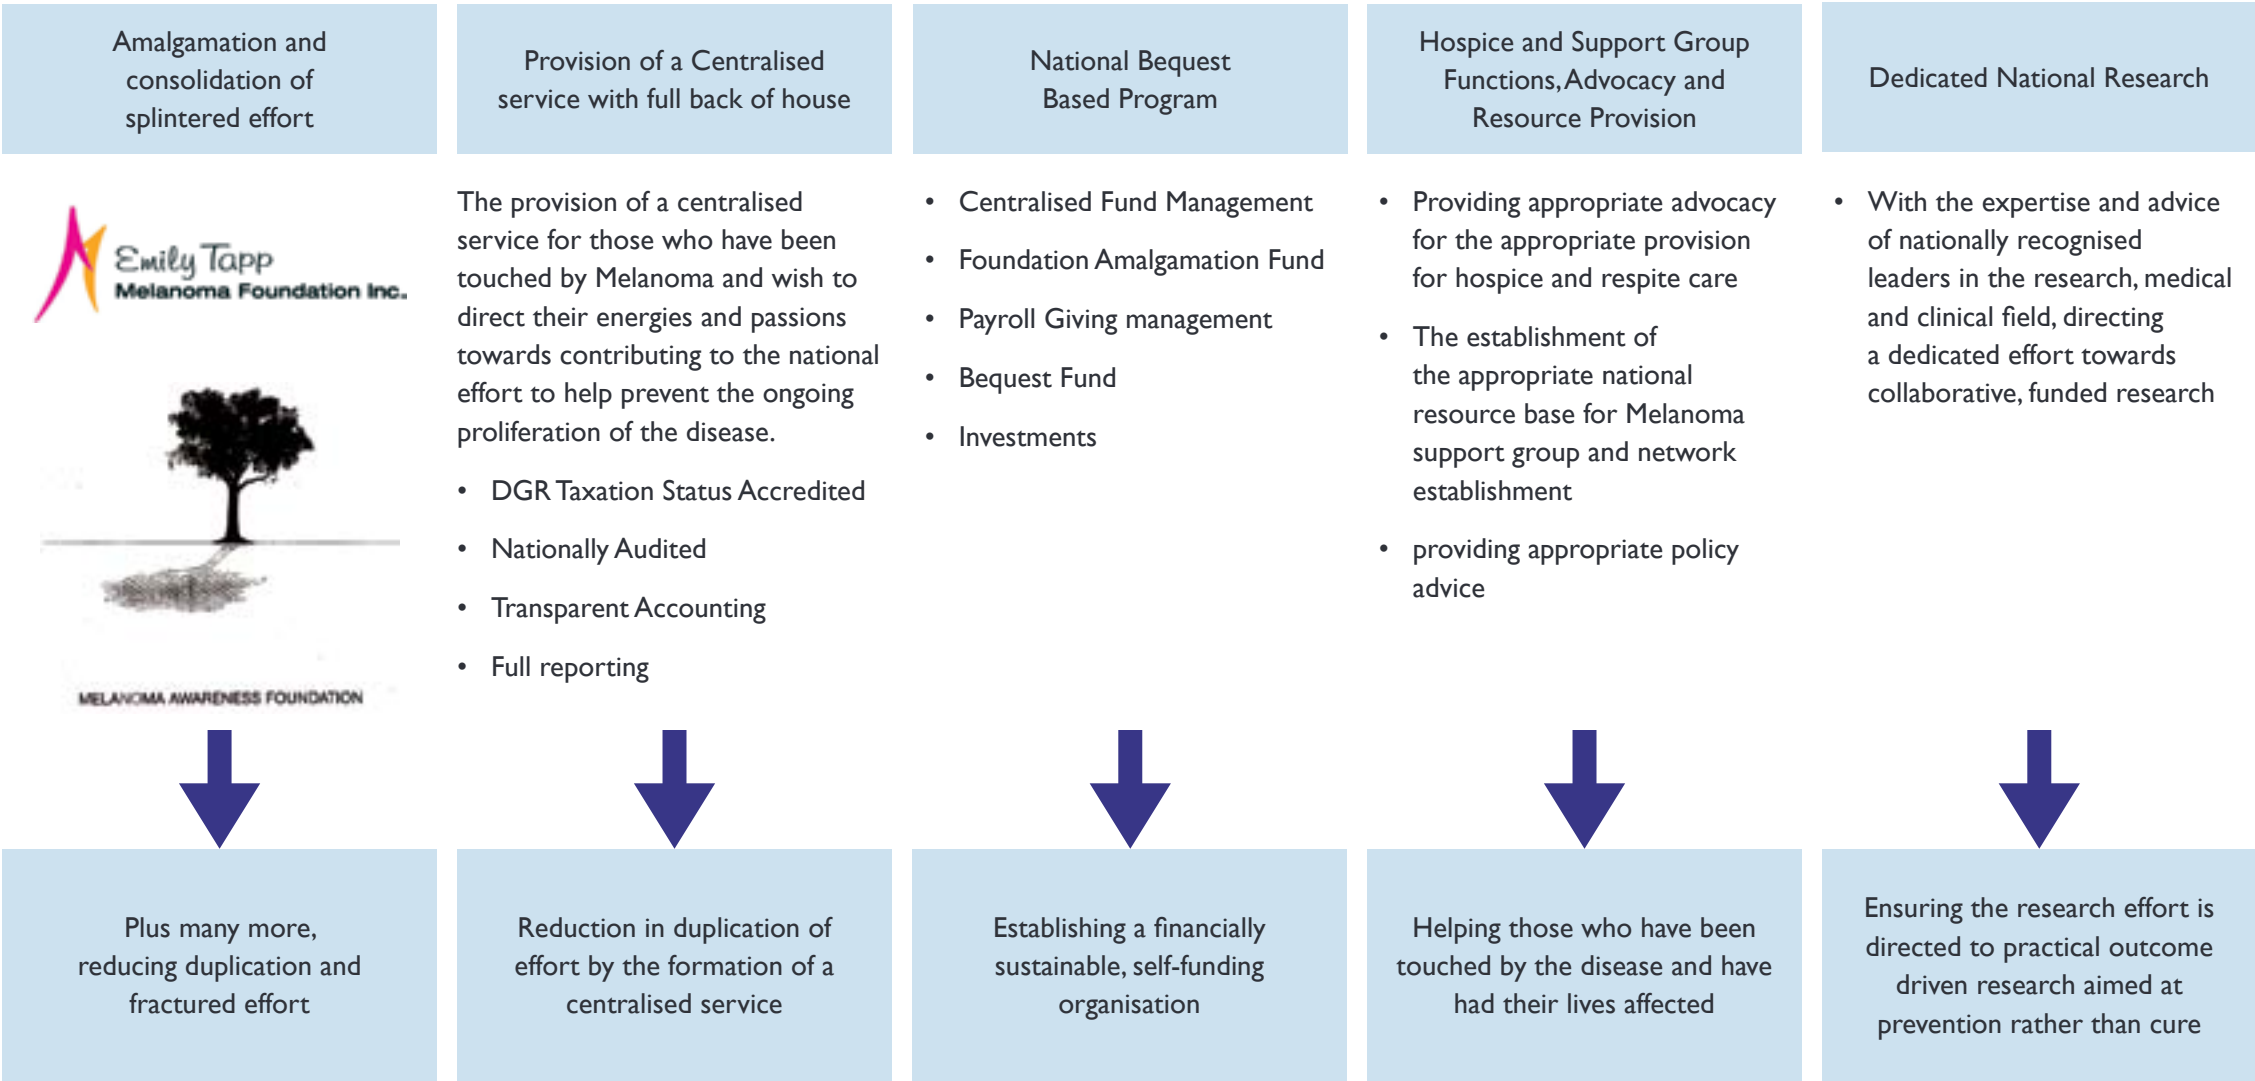 Amalgamation and
consolidation of
splintered effort
Emily Tapp
Melanoma Foundation Inc.
MELANOMA AWARENESS FOUNDATION
Plus many more,
reducing duplication and
fractured effort
Provision of a Centralised
service with full back of house
The provision of a centralised
service for those who have been
touched by Melanoma and wish to
direct their energies and passions
towards contributing to the national
effort to help prevent the ongoing
proliferation of the disease.
• DGR Taxation Status Accredited
• Nationally Audited
• Transparent Accounting
• Full reporting
Reduction in duplication of
effort by the formation of a
centralised service
National Bequest
Based Program
• Centralised Fund Management
• Foundation Amalgamation Fund
• Payroll Giving management
• Bequest Fund
• Investments
Establishing a financially
sustainable, self-funding
organisation
Hospice and Support Group
Functions, Advocacy and
Resource Provision
• Providing appropriate advocacy
for the appropriate provision
for hospice and respite care
• The establishment of
the appropriate national
resource base for Melanoma
support group and network
establishment
• providing appropriate policy
advice
Helping those who have been
touched by the disease and have
had their lives affected
Dedicated National Research
• With the expertise and advice
of nationally recognised
leaders in the research, medical
and clinical field, directing
a dedicated effort towards
collaborative, funded research
Ensuring the research effort is
directed to practical outcome
driven research aimed at
prevention rather than cure